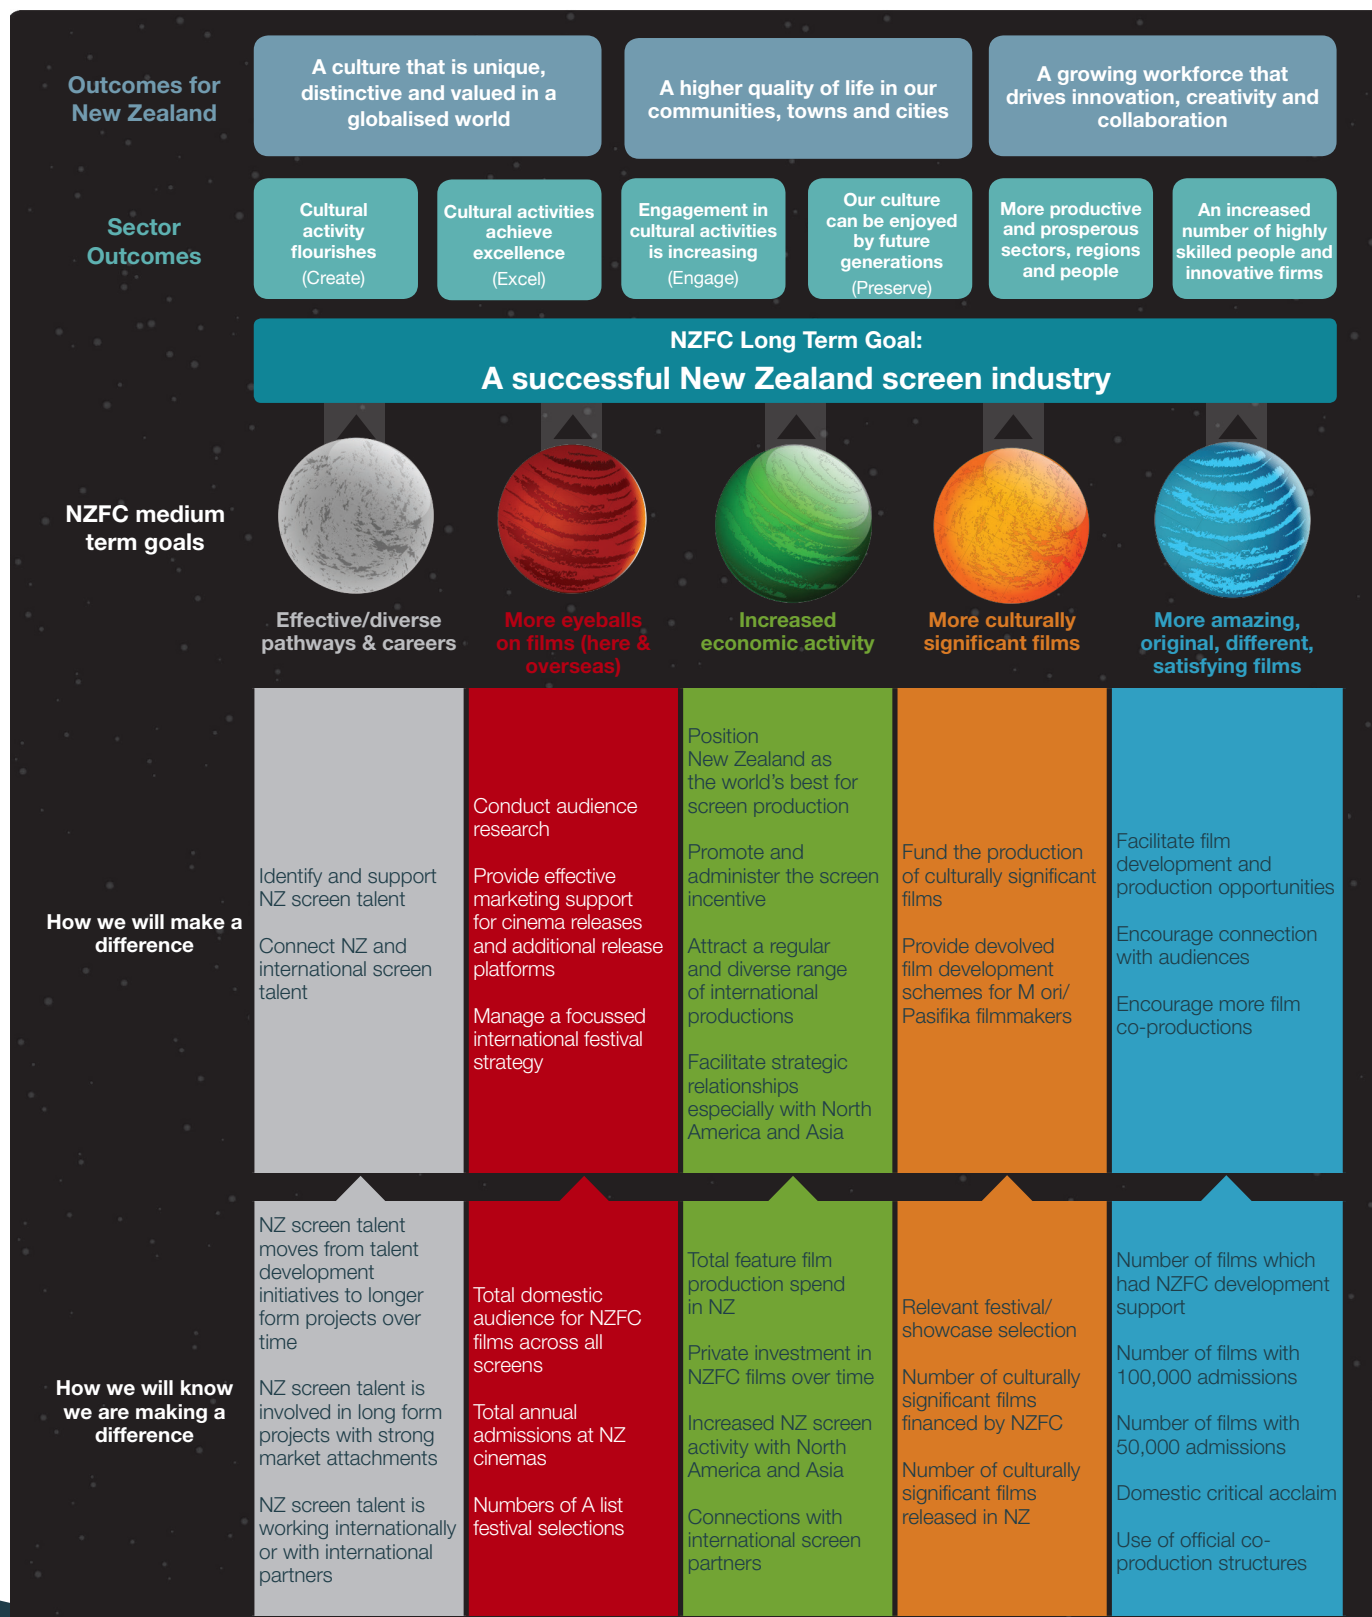 Outcomes for
New Zealand
A culture that is unique,
distinctive and valued in a
globalised world
A higher quality of life in our
communities, towns and cities
A growing workforce that
drives innovation, creativity and
collaboration
Sector
Outcomes
Cultural
activity
flourishes
(Create)
Cultural activities
achieve
excellence
(Excel)
Engagement in
cultural activities
is increasing
(Engage)
Our culture
can be enjoyed
by future
generations
(Preserve)
More productive
and prosperous
sectors, regions
and people
An increased
number of highly
skilled people and
innovative firms
NZFC Long Term Goal:
A successful New Zealand screen industry
NZFC medium
term goals
Effective/diverse
pathways & careers
More eyeballs
on films (here &
overseas)
Increased
economic activity
More culturally
significant films
More amazing,
original, different,
satisfying films
How we will make a
difference
Identify and support
NZ screen talent
Connect NZ and
international screen
talent
Conduct audience
research
Provide effective
marketing support
for cinema releases
and additional release
platforms
Manage a focussed
international festival
strategy
Position
New Zealand as
the world's best for
screen production
Promote and
administer the screen
incentive
Attract a regular
and diverse range
of international
productions
Facilitate strategic
relationships
especially with North
America and Asia
Fund the production
of culturally significant
films
Provide devolved
film development
schemes for M ori/
Pasifika filmmakers
Facilitate film
development and
production opportunities
Encourage connection
with audiences
Encourage more film
co-productions
How we will know
we are making a
difference
NZ screen talent
moves from talent
development
initiatives to longer
form projects over
time
NZ screen talent is
involved in long form
projects with strong
market attachments
NZ screen talent is
working internationally
or with international
partners
Total domestic
audience for NZFC
films across all
screens
Total annual
admissions at NZ
cinemas
Numbers of A list
festival selections
Total feature film
production spend
in NZ
Private investment in
NZFC films over time
Increased NZ screen
activity with North
America and Asia
Connections with
international screen
partners
Relevant festival/
showcase selection
Number of culturally
significant films
financed by NZFC
Number of culturally
significant films
released in NZ
Number of films which
had NZFC development
support
Number of films with
100,000 admissions
Number of films with
50,000 admissions
Domestic critical acclaim
Use of official co-
production structures